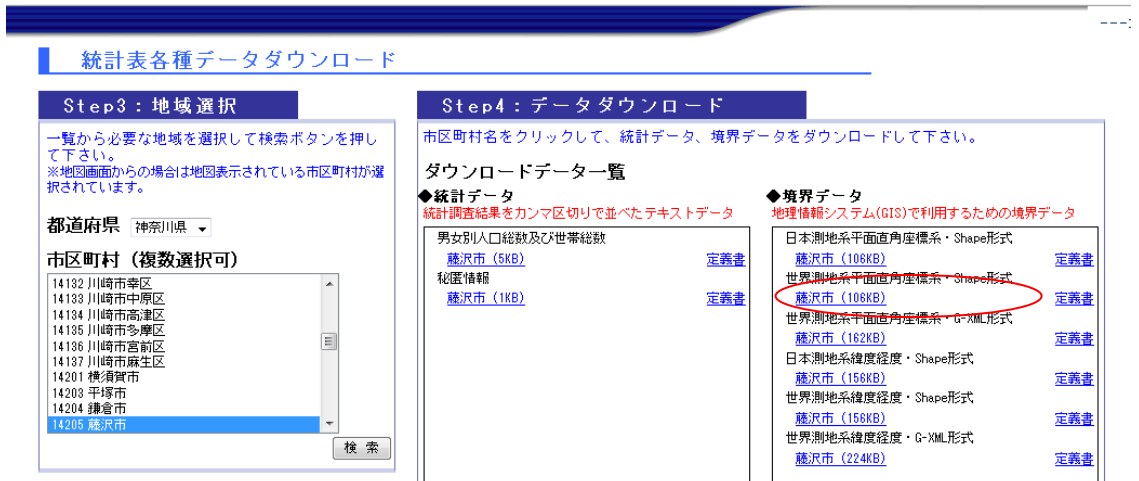 統計表各種データダウンロード
Step3:地域選択
一覧から必要な地域を選択して検索ボタンを押し
て下さい。
※地図画面からの場合は地図表示されている市区町村が選
択されています。
都道府県 神奈川県
市区町村(複数選択可)
14132 川崎市幸区
14133 川崎市中原区
14134 川崎市高津区
14135 川崎市多摩区
14136 川崎市宮前区
14137 川崎市麻生区
14201 横須賀市
14203 平塚市
14204 鎌倉市
14205 藤沢市
検 索
Step4:データダウンロード
市区町村名をクリックして、統計データ、境界データをダウンロードして下さい。
ダウンロードデーター覧
◆統計データ
統計調査結果をカンマ区切りで並べたテキストデータ
男女別人口総数及び世帯総数
藤沢市 (5KB) 定義書
秘匿情報
藤沢市 (1KB) 定義書
◆境界データ
地理情報システム(GIS)で利用するための境界データ
日本測地系平面直角座標系・Shape形式
藤沢市 (106KB) 定義書
世界測地系平面直角座標系・Shape形式
藤沢市 (106KB) 定義書
世界測地系平面直角座標系・G-XML形式
藤沢市 (162KB) 定義書
日本測地系緯度経度・Shape形式
藤沢市 (156KB) 定義書
世界測地系緯度経度・Shape形式
藤沢市 (156KB) 定義書
世界測地系緯度経度・G-XML形式
藤沢市 (224KB) 定義書